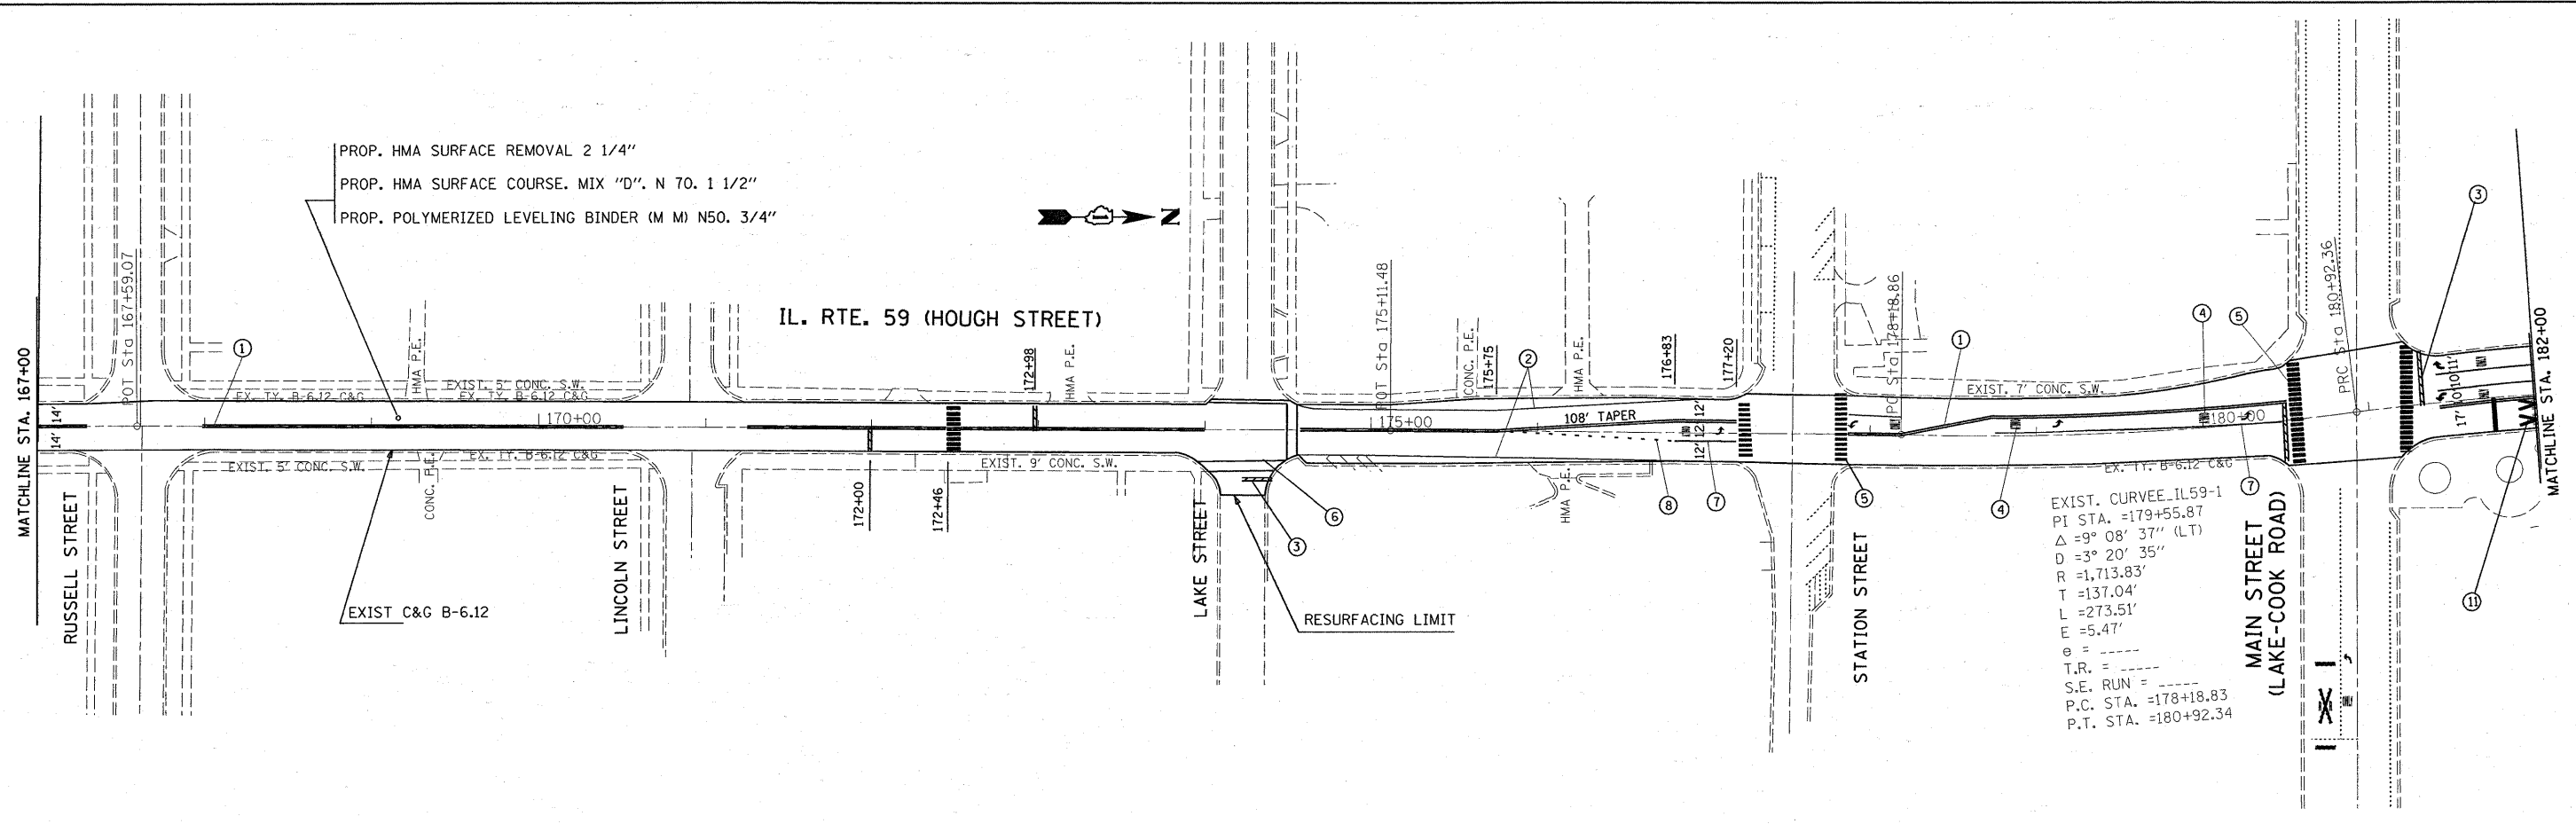 PROP. HMA SURFACE REMOVAL 2 1/4"
PROP. HMA SURFACE COURSE. MIX "D". N 70. 1 1/2"
PROP. POLYMERIZED LEVELING BINDER (M M) N50. 3/4"
N
IL. RTE. 59 (HOUGH STREET)
MATCHLINE STA. 167+00
14' 14'
POT Sta 167+59.07
1
EXIST. 5' CONC. S.W.
EX. TY. B-6.12 C&G
EX. TY. B-6.12 C&G
HMA P.E.
170+00
EXIST. 5' CONC. S.W.
EX. TY. B-6.12 C&G
CONC. P.E.
RUSSELL STREET
EXIST C&G B-6.12
LINCOLN STREET
172+00
172+46
172+98
HMA P.E.
EXIST. 9' CONC. S.W.
LAKE STREET
3
6
RESURFACING LIMIT
POT Sta 175+11.48
175+00
CONC. P.E.
175+75
2
HMA P.E.
108' TAPER
HMA P.E.
176+83
177+20
12' 12' 12'
ONLY
8
7
STATION STREET
5
POT Sta 178+18.86
ONLY
1
EXIST. 7' CONC. S.W.
ONLY
4
4
5
ONLY
180+00
EX. TY. B-6.12 C&G
7
EXIST. CURVEE_IL59-1
PI STA. =179+55.87
Δ =9° 08' 37" (LT)
D =3° 20' 35"
R =1,713.83'
T =137.04'
L =273.51'
E =5.47'
e = -----
T.R. = -----
S.E. RUN = -----
P.C. STA. =178+18.83
P.T. STA. =180+92.34
MAIN STREET
(LAKE-COOK ROAD)
PRC Sta 180+92.36
3
17' 10' 10' 11'
ONLY
ONLY
11
MATCHLINE STA. 182+00